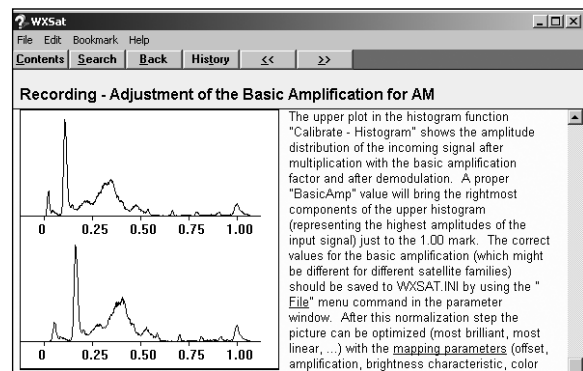 WXSat
File Edit Bookmark Help
Contents Search Back History << >>
Recording - Adjustment of the Basic Amplification for AM
0 0.25 0.50 0.75 1.00
0 0.25 0.50 0.75 1.00
The upper plot in the histogram function
"Calibrate - Histogram" shows the amplitude
distribution of the incoming signal after
multiplication with the basic amplification
factor and after demodulation. A proper
"BasicAmp" value will bring the rightmost
components of the upper histogram
(representing the highest amplitudes of the
input signal) just to the 1.00 mark. The correct
values for the basic amplification (which might
be different for different satellite families)
should be saved to WXSAT.INI by using the "
File" menu command in the parameter
window. After this normalization step the
picture can be optimized (most brilliant, most
linear, ...) with the mapping parameters (offset,
amplification, brightness characteristic, color